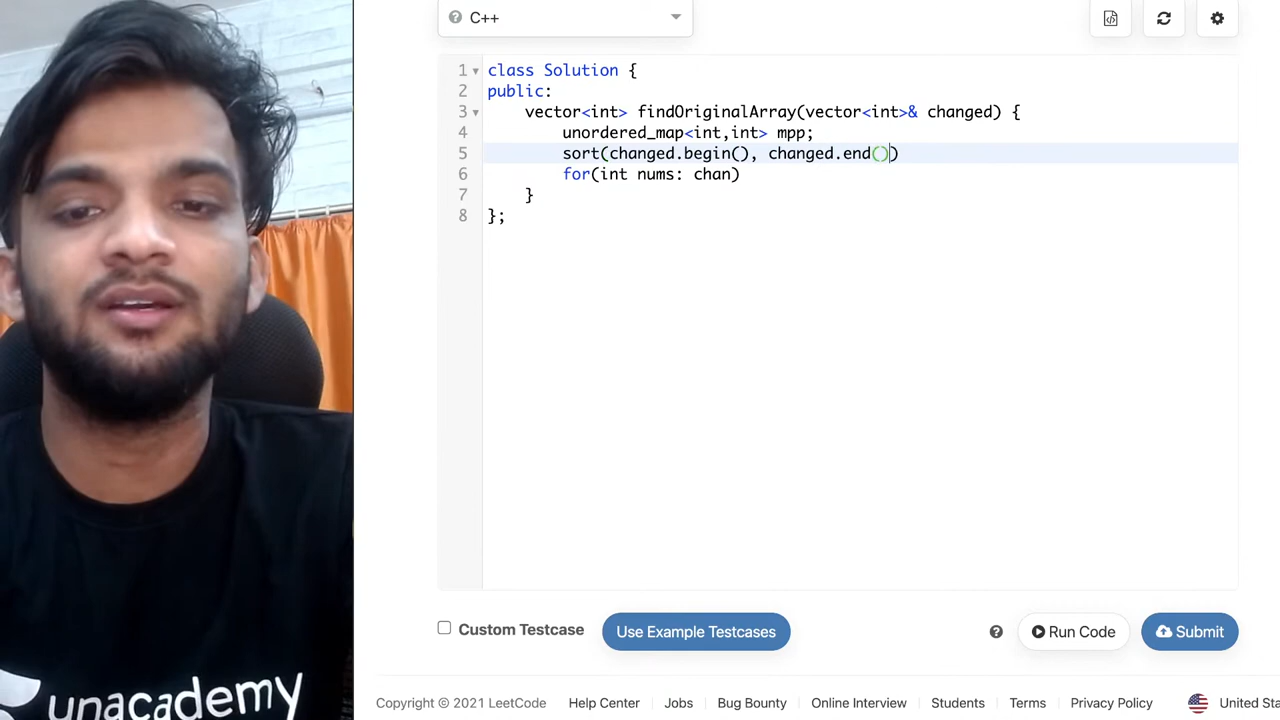 C++
1 class Solution {
2 public:
3 vector<int> findOriginalArray(vector<int>& changed) {
4 unordered_map<int,int> mpp;
5 sort(changed.begin(), changed.end())
6 for(int nums: chan)
7 }
8 };
Custom Testcase
Use Example Testcases
Run Code
Submit
unacademy
Copyright © 2021 LeetCode Help Center Jobs Bug Bounty Online Interview Students Terms Privacy Policy United Sta